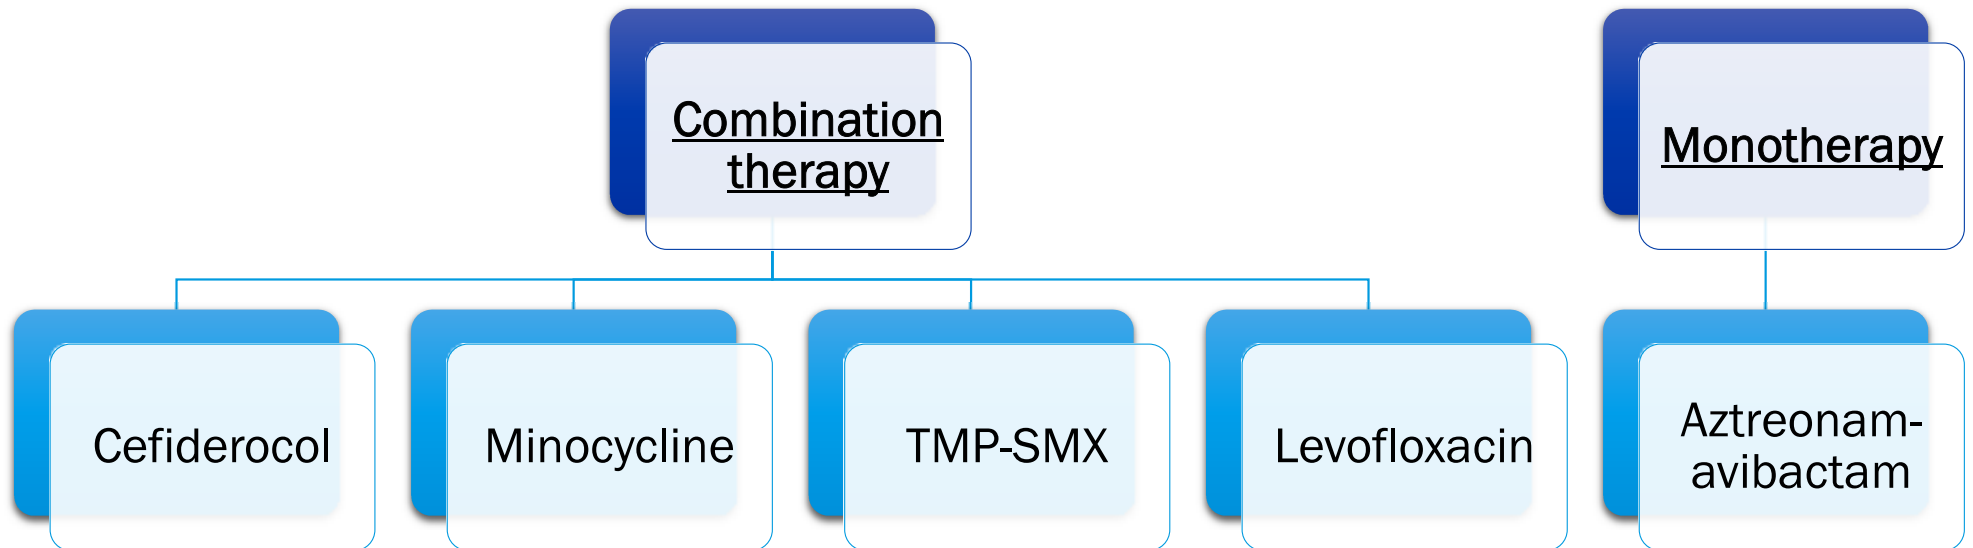 Combination
therapy
Monotherapy
Cefiderocol
Minocycline
TMP-SMX
Levofloxacin
Aztreonam-
avibactam